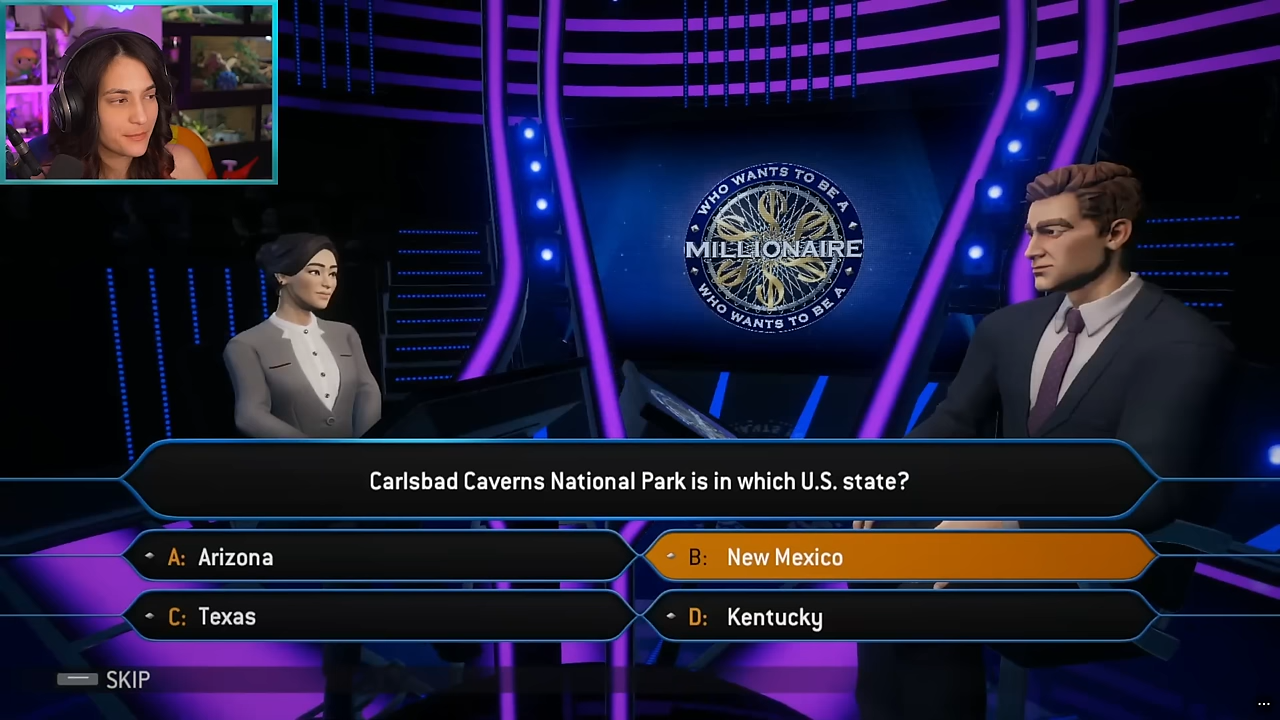 WHO WANTS TO BE A
MILLIONAIRE
WHO WANTS TO BE A
Carlsbad Caverns National Park is in which U.S. state?
A: Arizona
B: New Mexico
C: Texas
D: Kentucky
SKIP
...